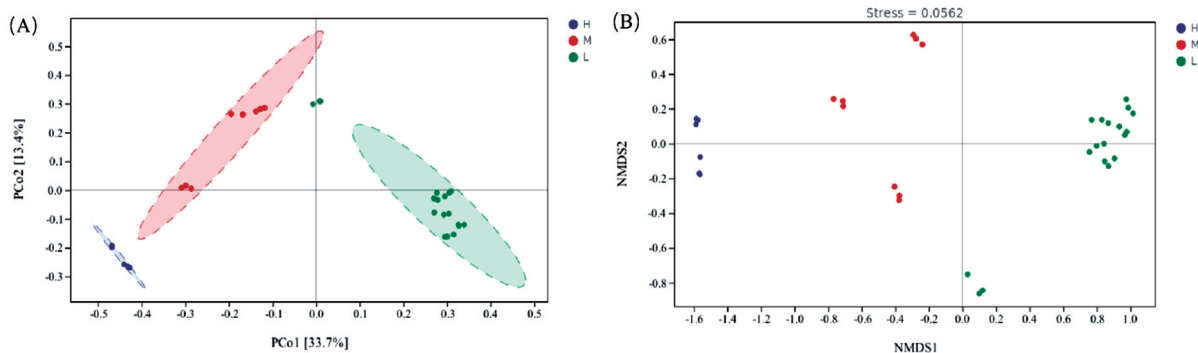 (A)
H
M
L
PCo2 [13.4%]
0.5
0.4
0.3
0.2
0.1
0.0
-0.1
-0.2
-0.3
-0.5 -0.4 -0.3 -0.2 -0.1 0.0 0.1 0.2 0.3 0.4 0.5
PCo1 [33.7%]
(B)
Stress = 0.0562
H
M
L
NMDS2
0.6
0.4
0.2
0.0
-0.2
-0.4
-0.6
-0.8
-1.6 -1.4 -1.2 -1.0 -0.8 -0.6 -0.4 -0.2 0.0 0.2 0.4 0.6 0.8 1.0
NMDS1